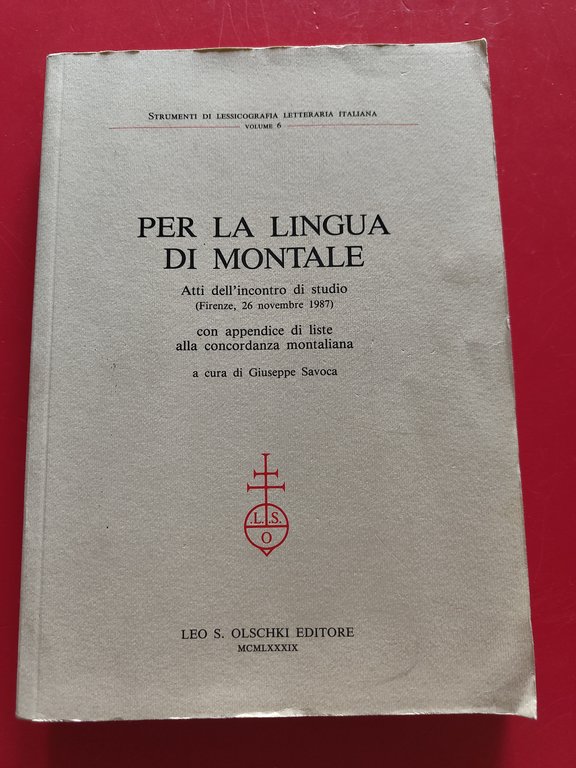 STRUMENTI DI LESSICOGRAFIA LETTERARIA ITALIANA
VOLUME 6
PER LA LINGUA
DI MONTALE
Atti dell'incontro di studio
(Firenze, 26 novembre 1987)
con appendice di liste
alla concordanza montaliana
a cura di Giuseppe Savoca
.L.S.
O
LEO S. OLSCHKI EDITORE
MCMLXXXIX